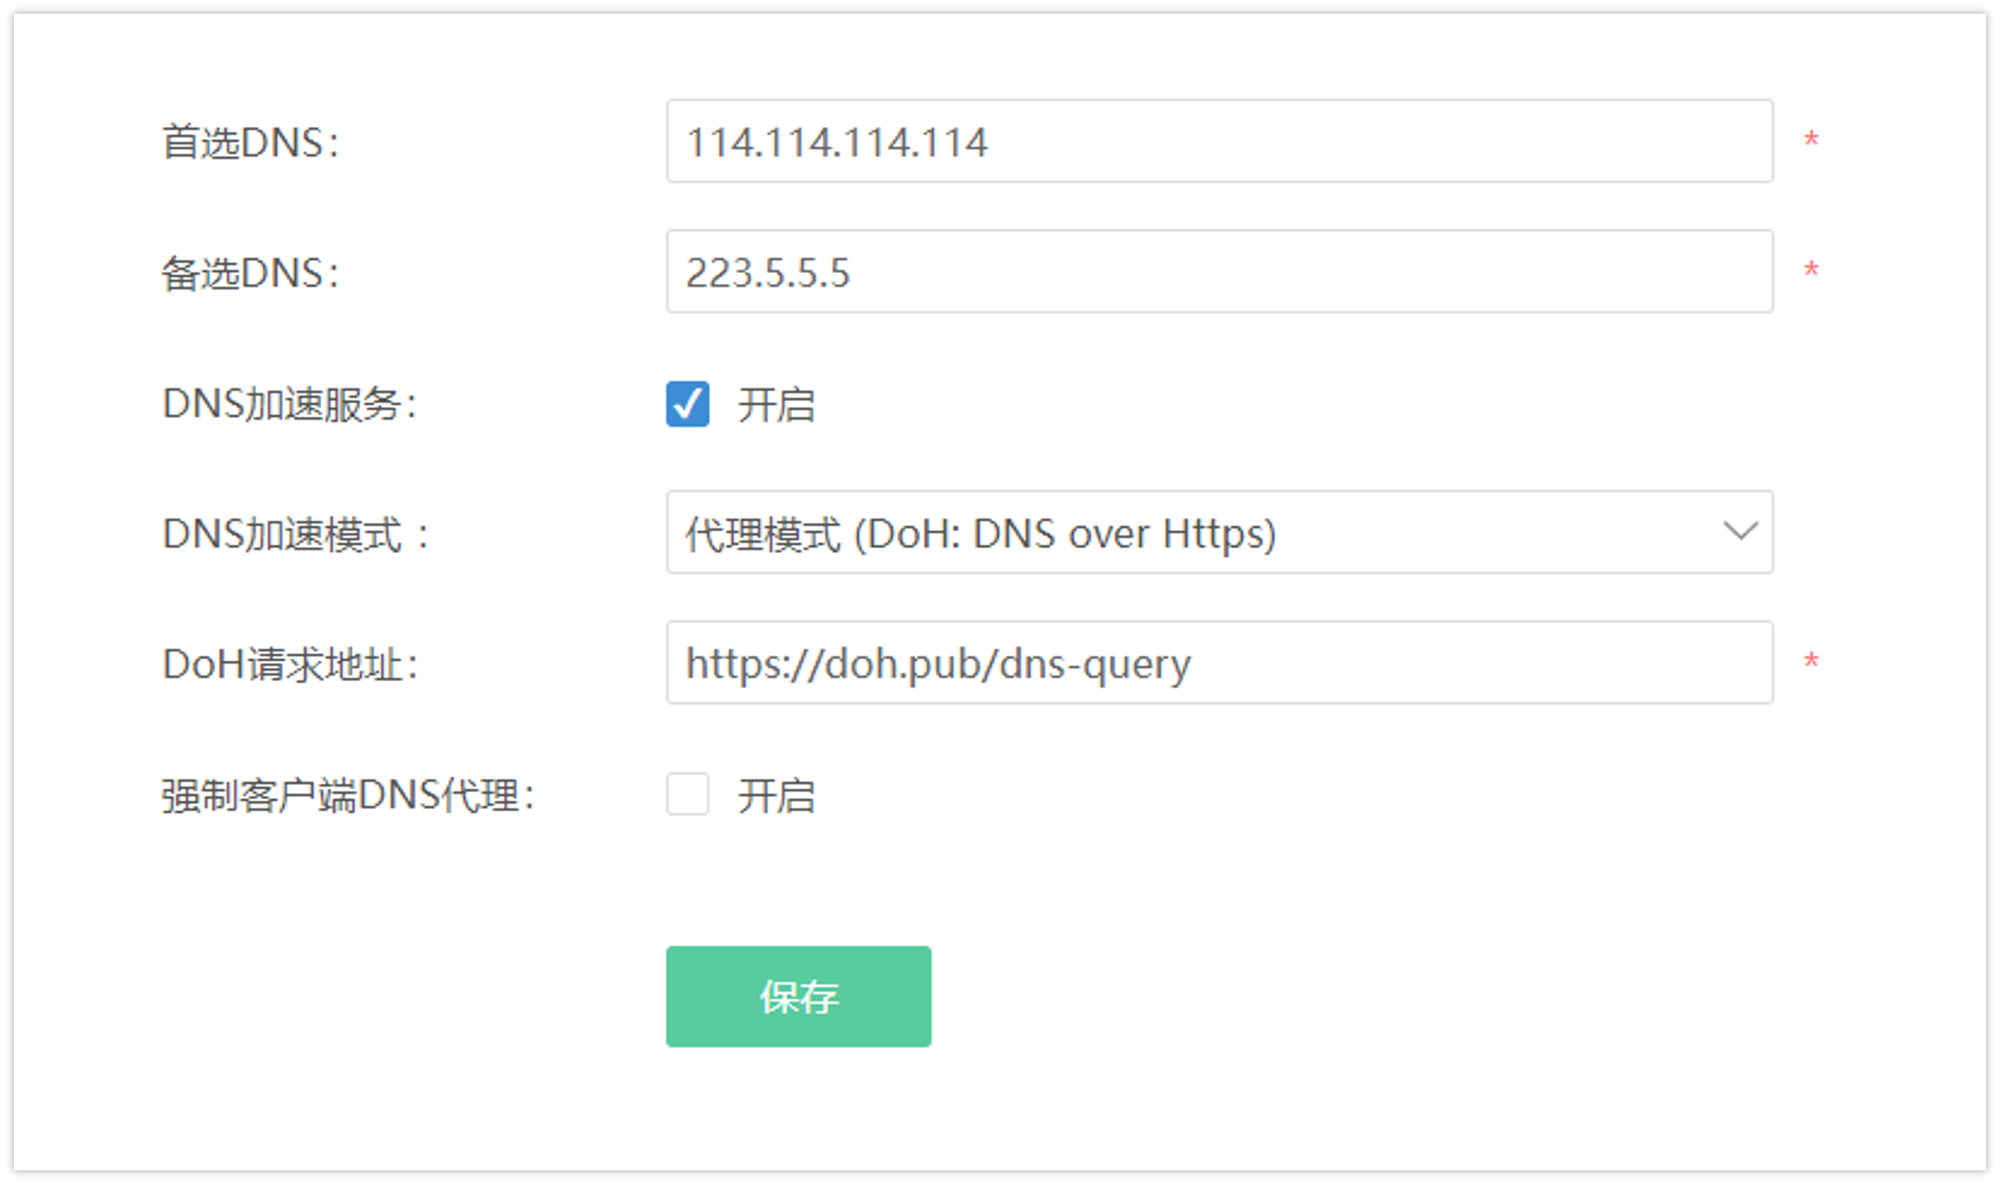 首选DNS： 114.114.114.114 *
备选DNS： 223.5.5.5 *
DNS加速服务： 开启
DNS加速模式 ： 代理模式 (DoH: DNS over Https)
DoH请求地址： https://doh.pub/dns-query *
强制客户端DNS代理： 开启
保存